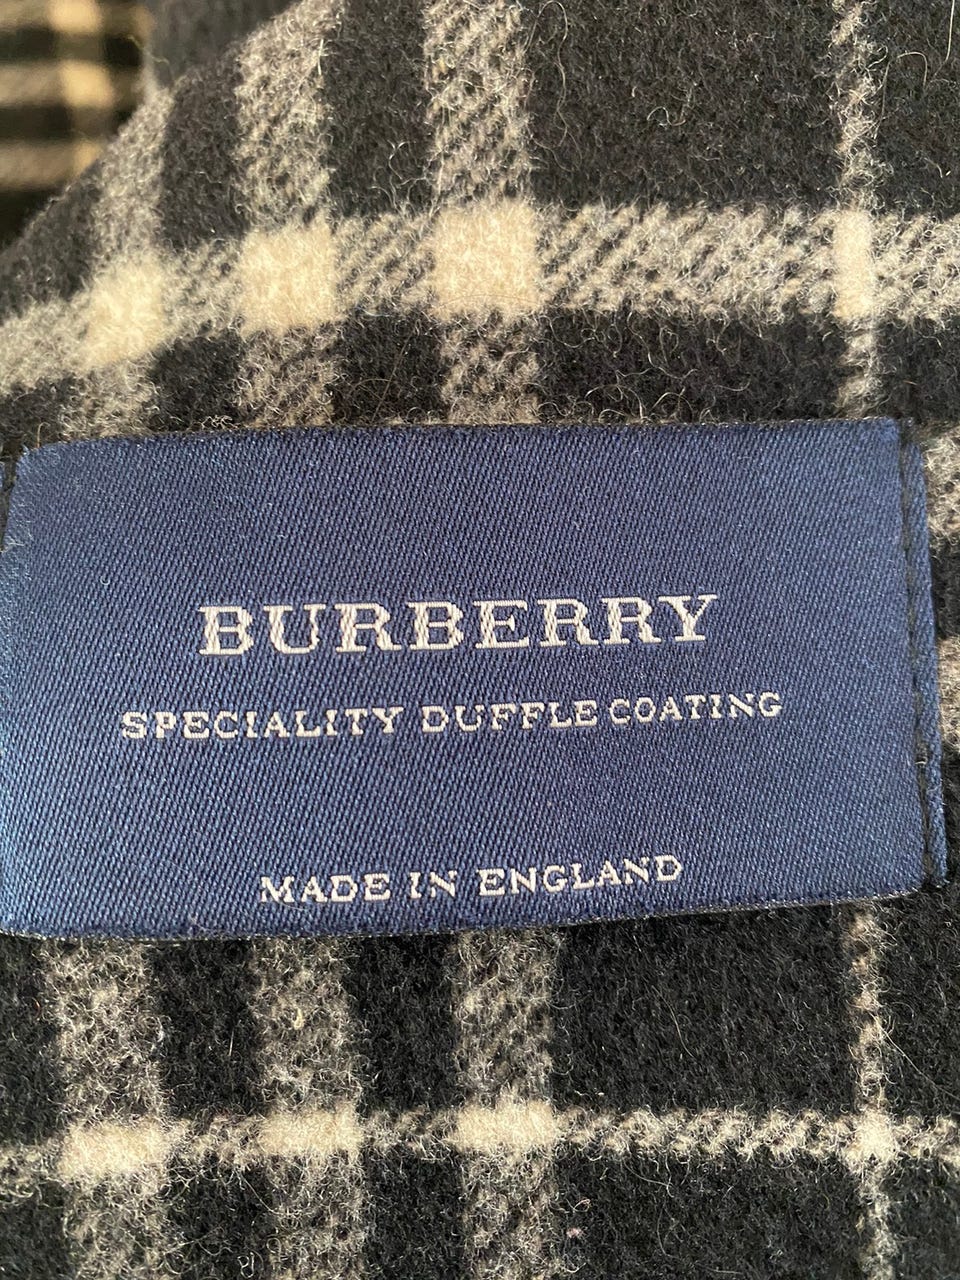 BURBERRY
SPECIALITY DUFFLE COATING
MADE IN ENGLAND